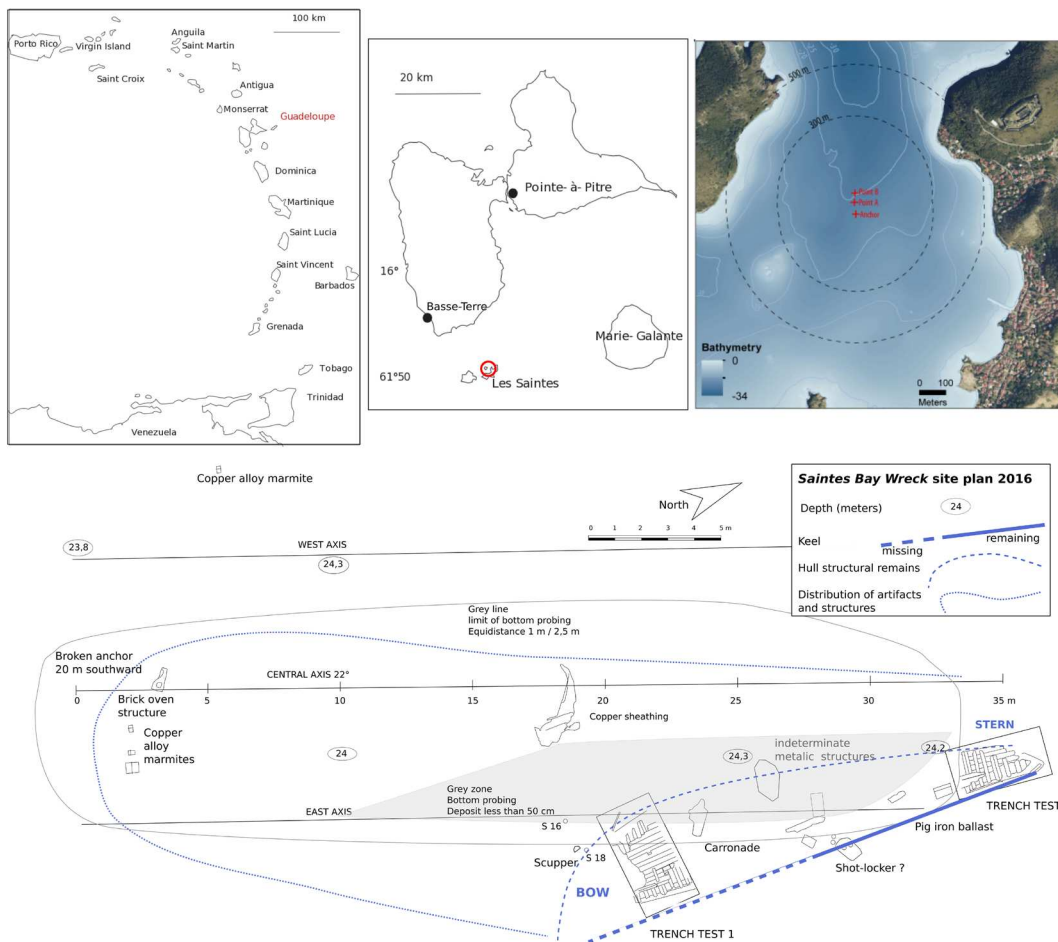 100 km
Porto Rico
Virgin Island
Anguila
Saint Martin
Saint Croix
Antigua
Monserrat
Guadeloupe
Dominica
Martinique
Saint Lucia
Saint Vincent
Barbados
Grenada
Tobago
Trinidad
Venezuela
20 km
Pointe- à- Pitre
16°
Basse-Terre
Marie- Galante
61°50
Les Saintes
500 m.
300 m.
Point B
Point A
Anchor
Bathymetry
0
-34
0 100
Meters
Copper alloy marmite
North
0 1 2 3 4 5 m
Saintes Bay Wreck site plan 2016
Depth (meters)
24
Keel
missing
remaining
Hull structural remains
Distribution of artifacts
and structures
23,8
WEST AXIS
24,3
Grey line
limit of bottom probing
Equidistance 1 m / 2,5 m
Broken anchor
20 m southward
CENTRAL AXIS 22°
0 5 10 15 20 25 30 35 m
Brick oven
structure
Copper sheathing
Copper
alloy
marmites
24
24,3
indeterminate
metalic structures
24,2
STERN
Grey zone
Bottom probing
Deposit less than 50 cm
EAST AXIS
S 16
TRENCH TEST
Pig iron ballast
Carronade
Scupper
S 18
Shot-locker ?
BOW
TRENCH TEST 1